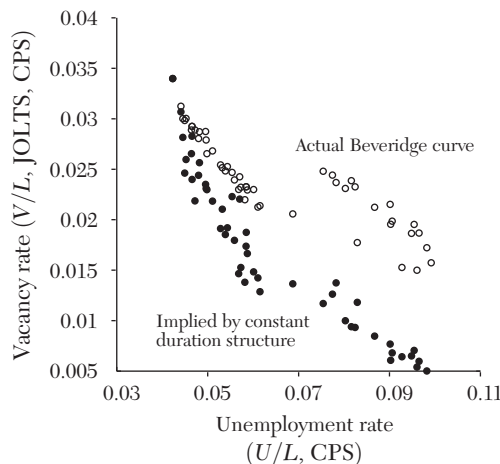 Vacancy rate (V/L, JOLTS, CPS)
0.04
0.035
0.03
0.025
0.02
0.015
0.01
0.005
Actual Beveridge curve
Implied by constant
duration structure
0.03
0.05
0.07
0.09
0.11
Unemployment rate
(U/L, CPS)